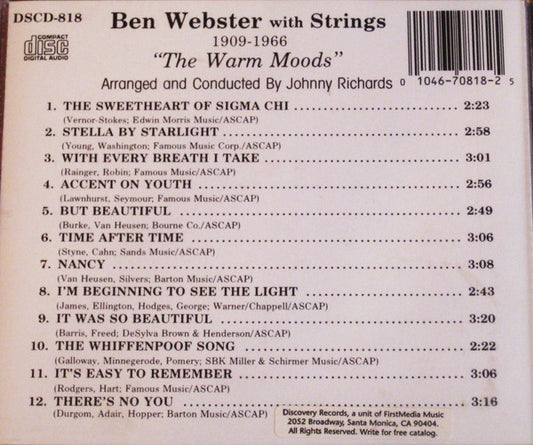 DSCD-818
COMPACT
disc
DIGITAL AUDIO
Ben Webster with Strings
1909-1966
"The Warm Moods"
Arranged and Conducted By Johnny Richards
0 1046-70818-2 5
1. THE SWEETHEART OF SIGMA CHI 2:23
(Vernor-Stokes; Edwin Morris Music/ASCAP)
2. STELLA BY STARLIGHT 2:58
(Young, Washington; Famous Music Corp./ASCAP)
3. WITH EVERY BREATH I TAKE 3:01
(Rainger, Robin; Famous Music/ASCAP)
4. ACCENT ON YOUTH 2:56
(Lawnhurst, Seymour; Famous Music/ASCAP)
5. BUT BEAUTIFUL 2:49
(Burke, Van Heusen; Bourne Co./ASCAP)
6. TIME AFTER TIME 3:06
(Styne, Cahn; Sands Music/ASCAP)
7. NANCY 3:08
(Van Heusen, Silvers; Barton Music/ASCAP)
8. I'M BEGINNING TO SEE THE LIGHT 2:43
(James, Ellington, Hodges, George; Warner/Chappell/ASCAP)
9. IT WAS SO BEAUTIFUL 3:20
(Barris, Freed; DeSylva Brown & Henderson/ASCAP)
10. THE WHIFFENPOOF SONG 2:22
(Galloway, Minnegerode, Pomery; SBK Miller & Schirmer Music/ASCAP)
11. IT'S EASY TO REMEMBER 3:06
(Rodgers, Hart; Famous Music/ASCAP)
12. THERE'S NO YOU 3:16
(Durgom, Adair, Hopper; Barton Music/ASCAP)
Discovery Records, a unit of FirstMedia Music
2052 Broadway, Santa Monica, CA 90404.
All Rights Reserved. Write for free catalog.